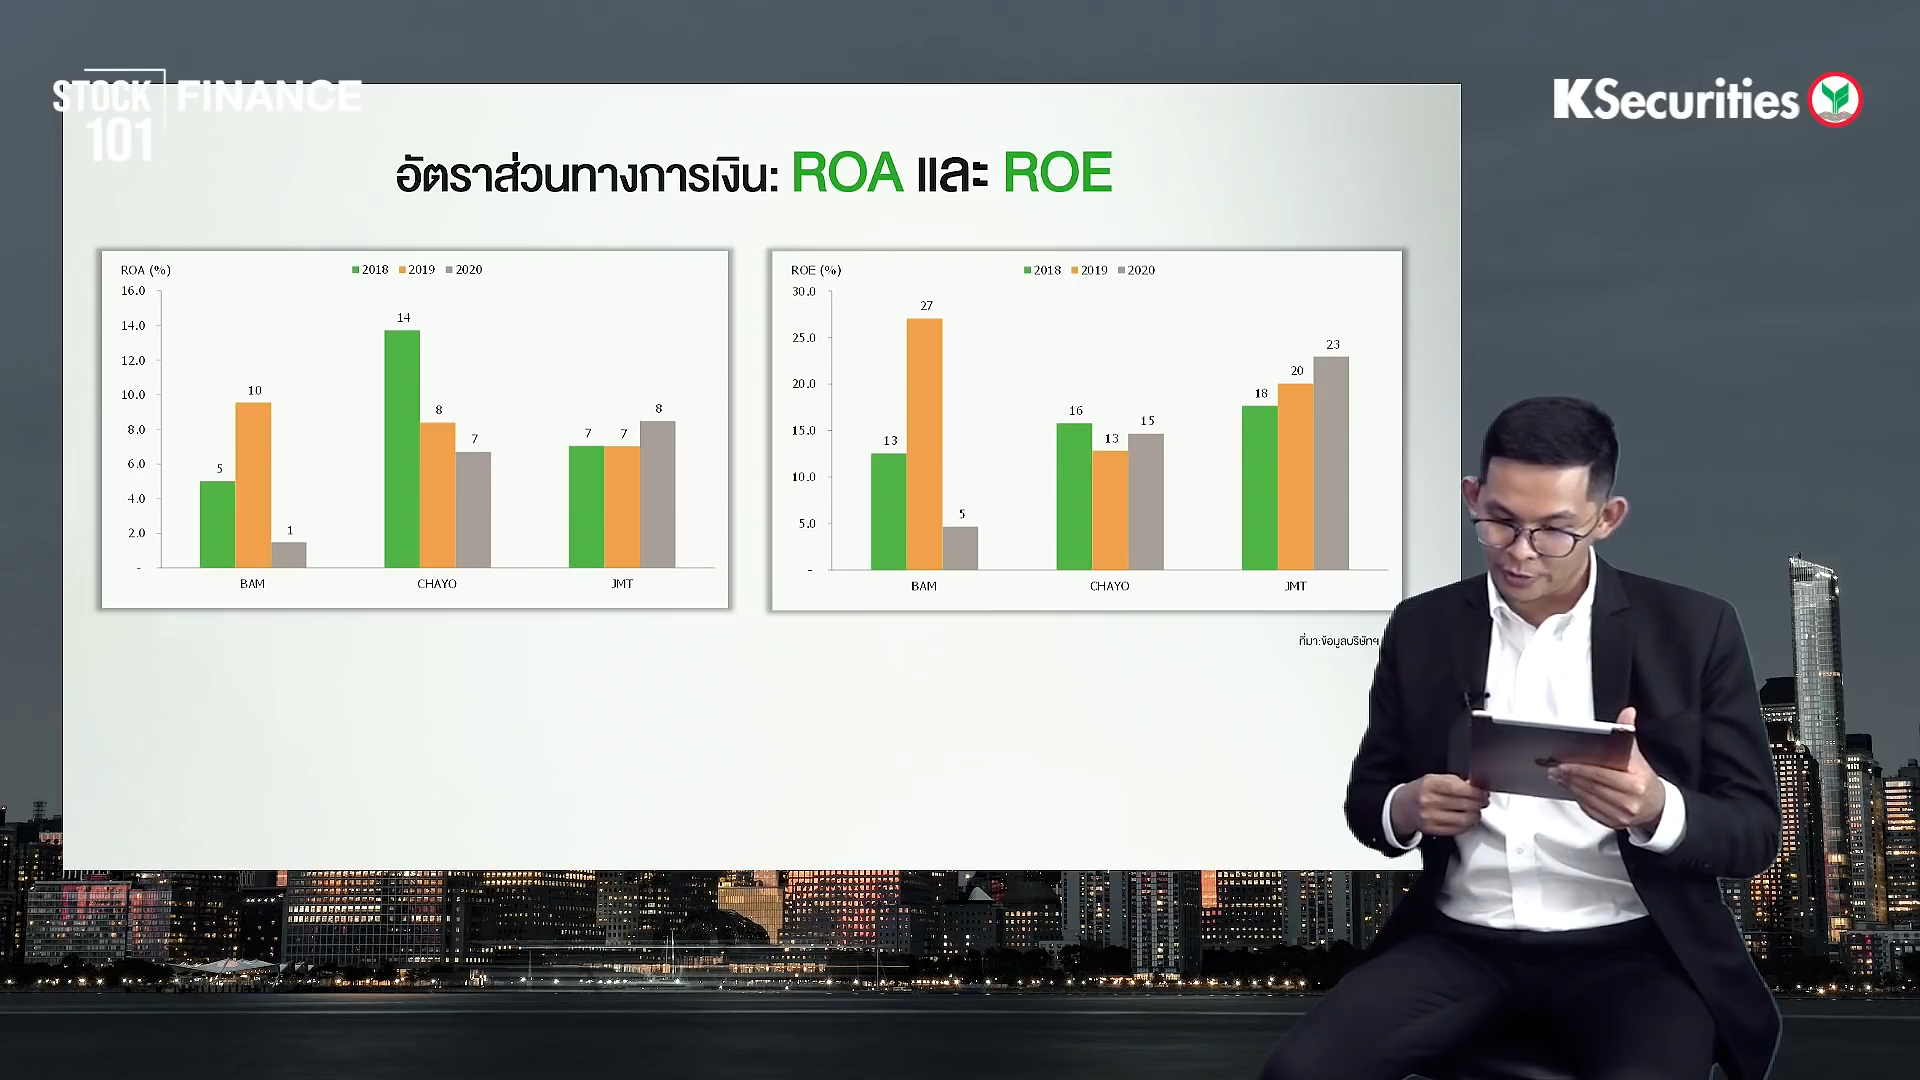 STOCK FINANCE
101
KSecurities
อัตราส่วนทางการเงิน: ROA และ ROE
ROA (%)
2018 2019 2020
16.0
14.0
12.0
10.0
8.0
6.0
4.0
2.0
-
5 10 1
14 8 7
7 7 8
BAM CHAYO JMT
ROE (%)
2018 2019 2020
30.0
25.0
20.0
15.0
10.0
5.0
-
13 27 5
16 13 15
18 20 23
BAM CHAYO JMT
ที่มา:ข้อมูลบริษัทฯ